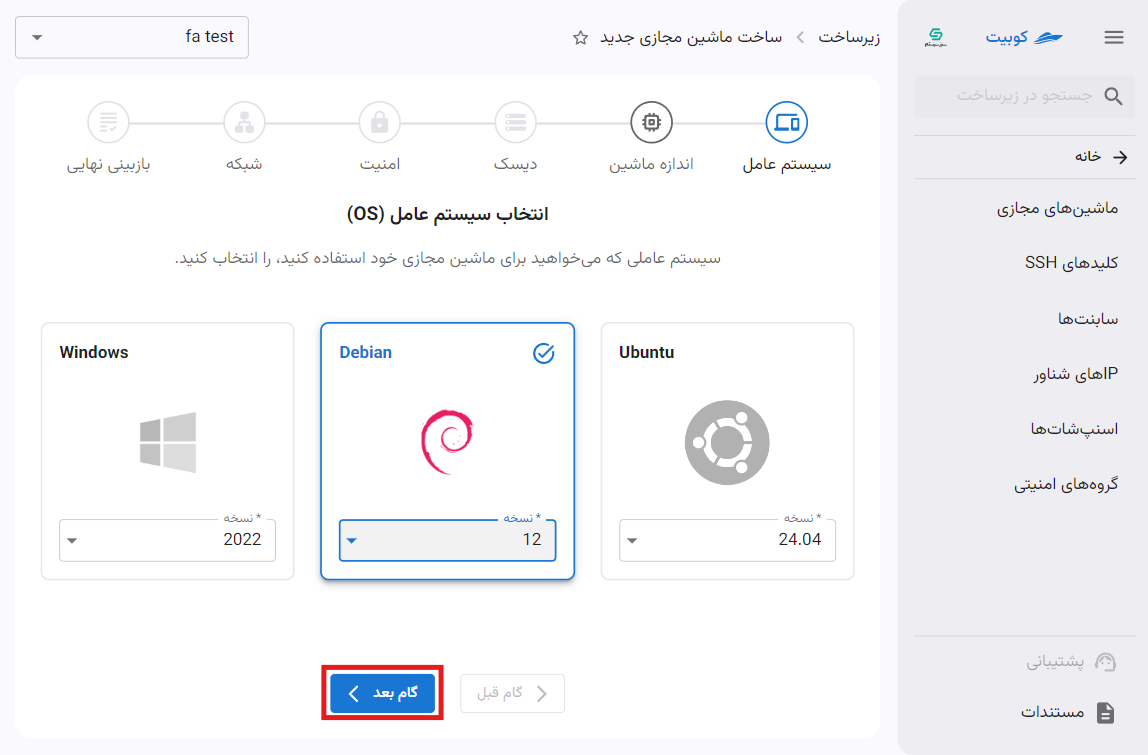 کوبیت
زیرساخت
ساخت ماشین مجازی جدید
fa test
جستجو در زیرساخت
خانه
ماشین‌های مجازی
کلیدهای SSH
سابنت‌ها
IPهای شناور
اسنپ‌شات‌ها
گروه‌های امنیتی
پشتیبانی
مستندات
سیستم عامل
اندازه ماشین
دیسک
امنیت
شبکه
بازبینی نهایی
انتخاب سیستم عامل (OS)
سیستم عاملی که می‌خواهید برای ماشین مجازی خود استفاده کنید، را انتخاب کنید.
Ubuntu
نسخه *
24.04
Debian
نسخه *
12
Windows
نسخه *
2022
گام قبل
گام بعد